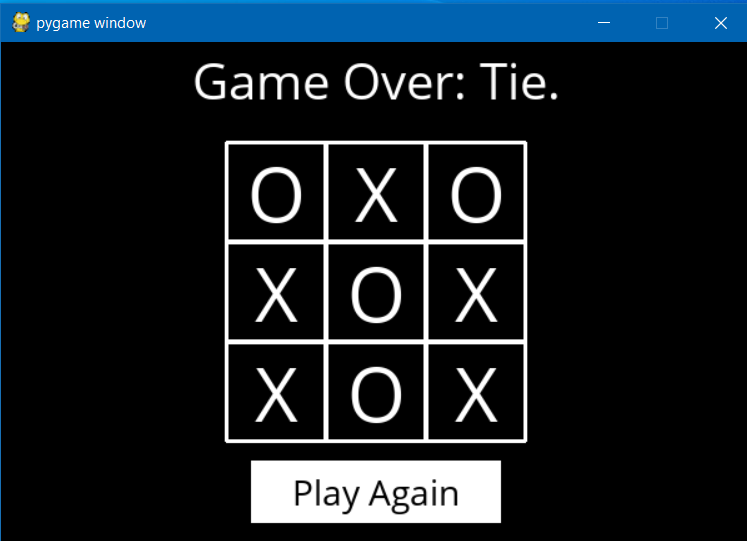 pygame window
Game Over: Tie.
O X O
X O X
X O X
Play Again